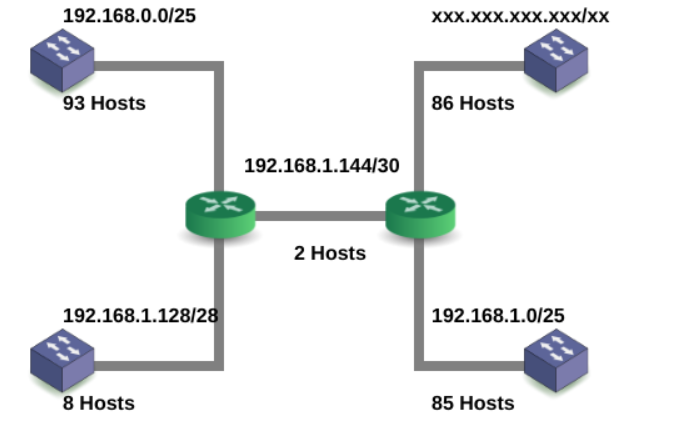 192.168.0.0/25
xxx.xxx.xxx.xxx/xx
93 Hosts
86 Hosts
192.168.1.144/30
2 Hosts
192.168.1.128/28
192.168.1.0/25
8 Hosts
85 Hosts